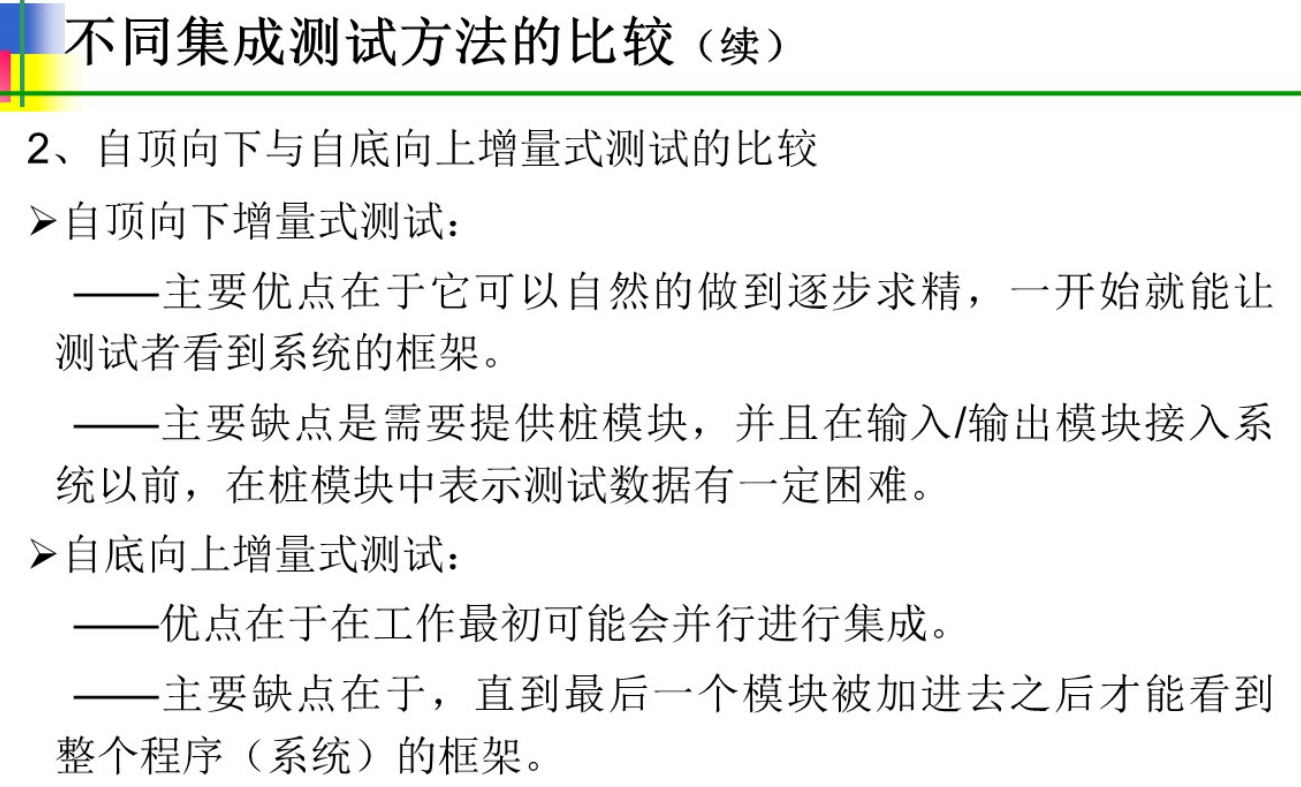 不同集成测试方法的比较（续）
2、自顶向下与自底向上增量式测试的比较
➢自顶向下增量式测试：
——主要优点在于它可以自然的做到逐步求精，一开始就能让
测试者看到系统的框架。
——主要缺点是需要提供桩模块，并且在输入/输出模块接入系
统以前，在桩模块中表示测试数据有一定困难。
➢自底向上增量式测试：
——优点在于在工作最初可能会并行进行集成。
——主要缺点在于，直到最后一个模块被加进去之后才能看到
整个程序（系统）的框架。